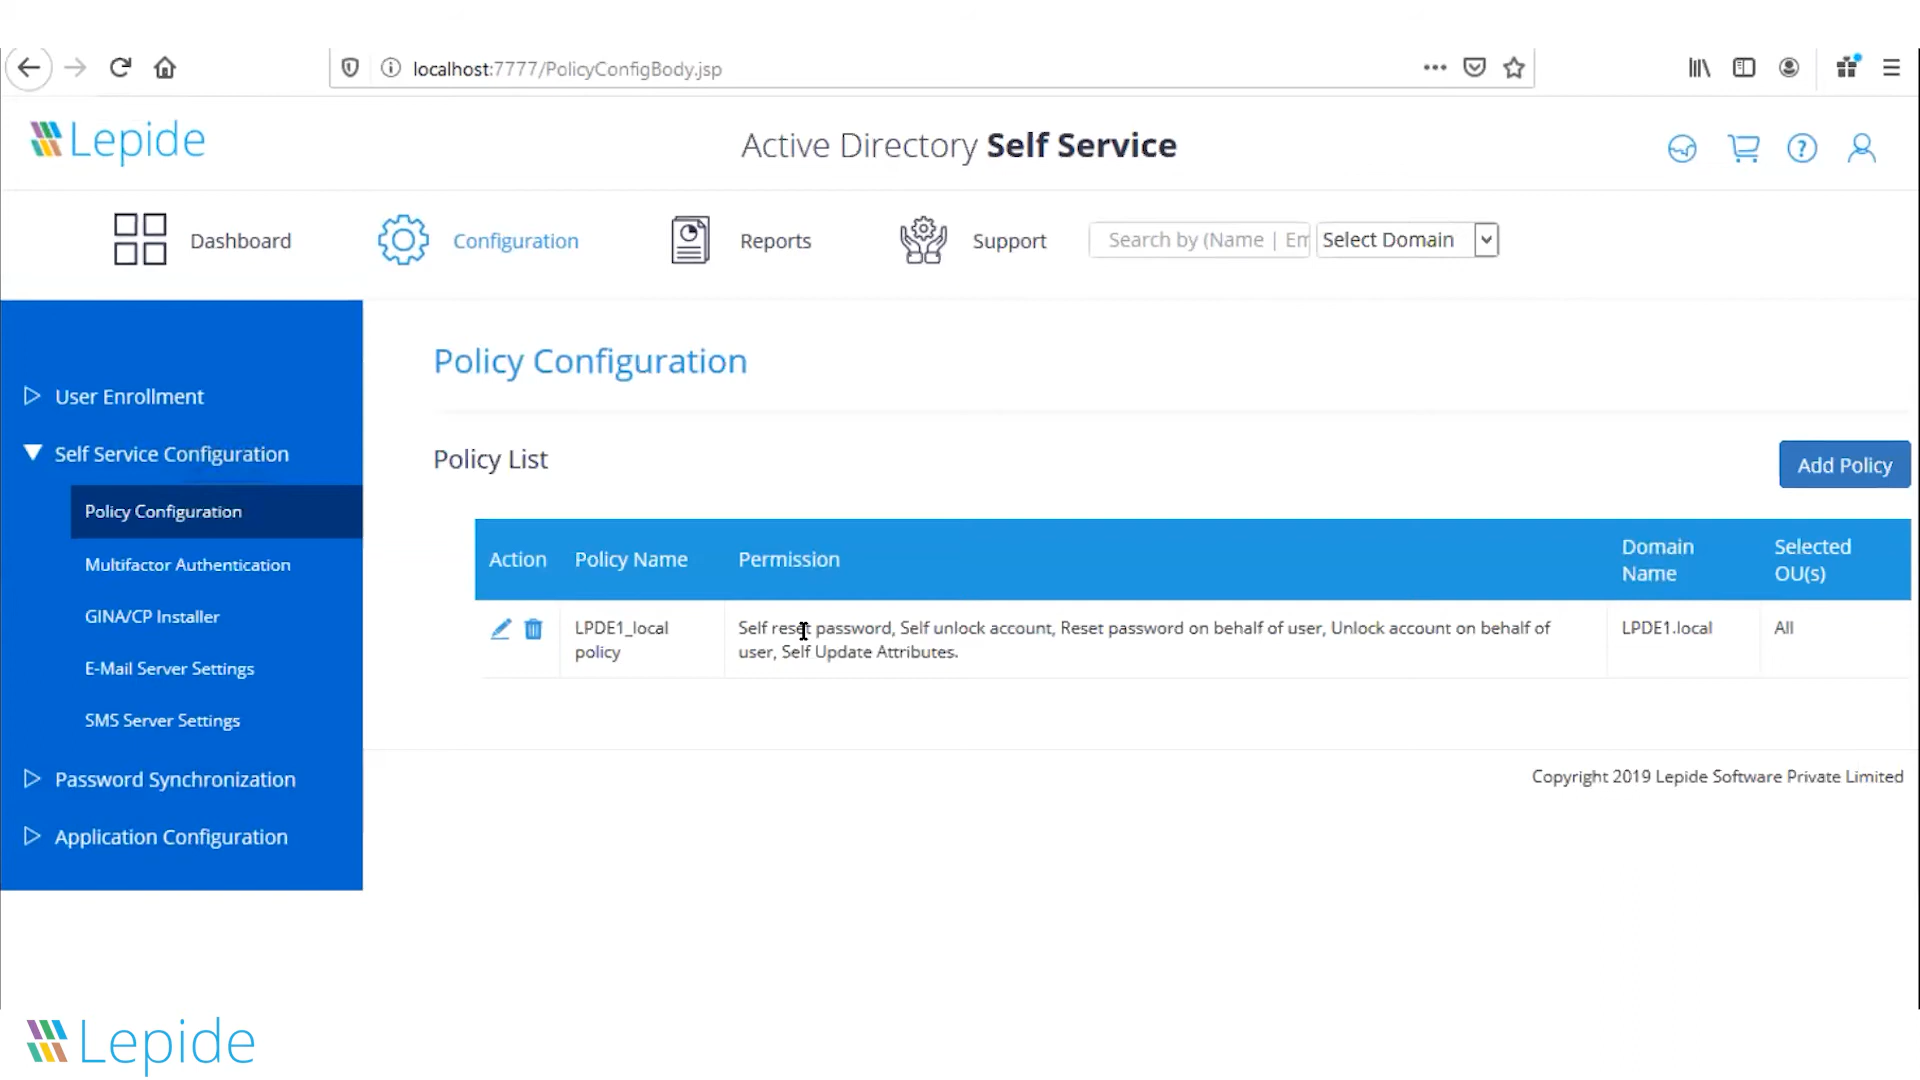 localhost:7777/PolicyConfigBody.jsp
Lepide
Active Directory Self Service
Dashboard
Configuration
Reports
Support
Search by (Name | Em
Select Domain
User Enrollment
Self Service Configuration
Policy Configuration
Multifactor Authentication
GINA/CP Installer
E-Mail Server Settings
SMS Server Settings
Password Synchronization
Application Configuration
Policy Configuration
Policy List
Add Policy
Action
Policy Name
Permission
Domain
Name
Selected
OU(s)
LPDE1_local
policy
Self reset password, Self unlock account, Reset password on behalf of user, Unlock account on behalf of
user, Self Update Attributes.
LPDE1.local
All
Copyright 2019 Lepide Software Private Limited
Lepide